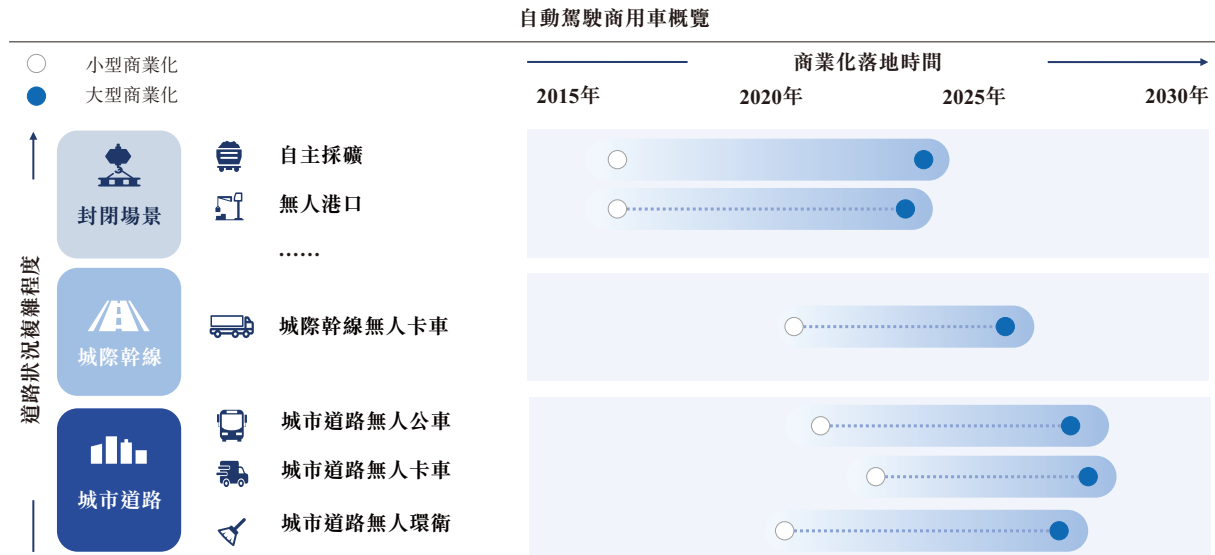 自動駕駛商用車概覽
小型商業化
大型商業化
商業化落地時間
2015年 2020年 2025年 2030年
道路狀況複雜程度
封閉場景
自主採礦
無人港口
......
城際幹線
城際幹線無人卡車
城市道路
城市道路無人公車
城市道路無人卡車
城市道路無人環衛